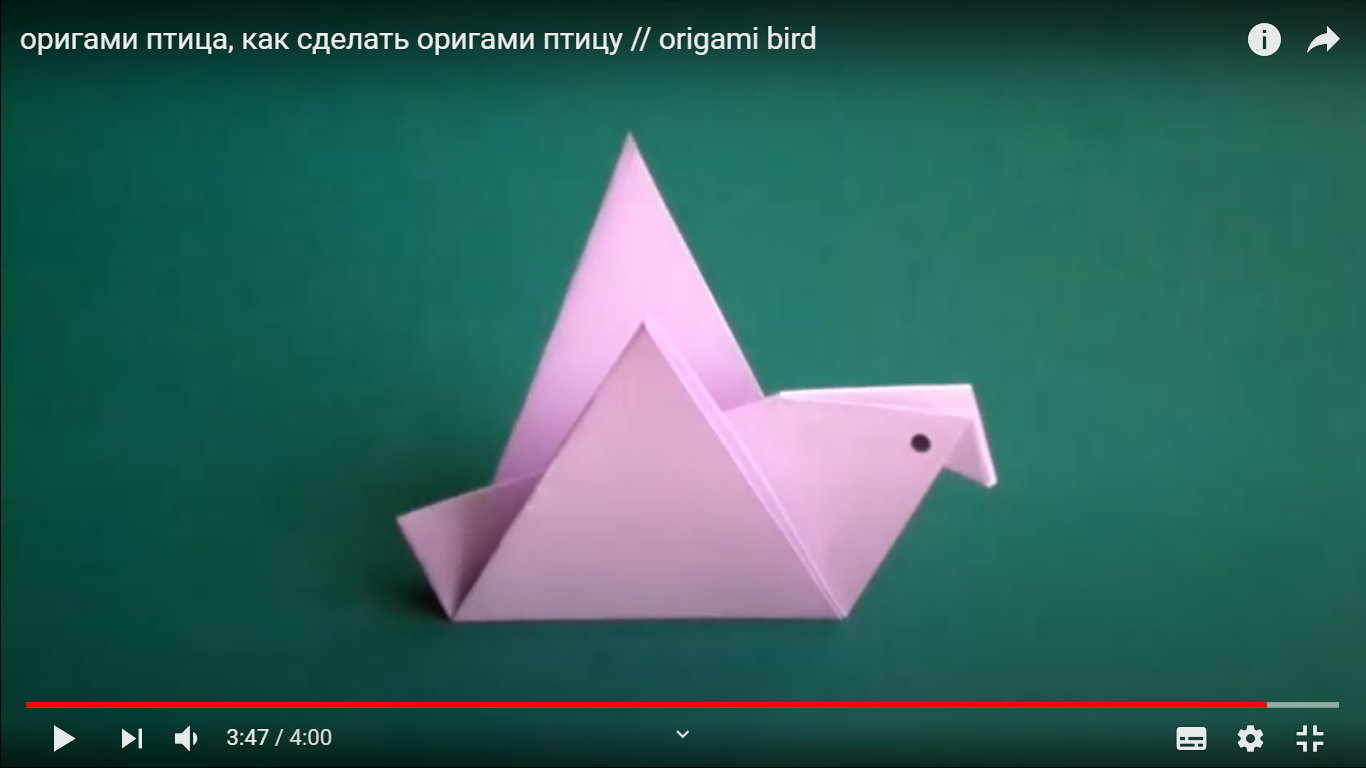 оригами птица, как сделать оригами птицу // origami bird
3:47 / 4:00